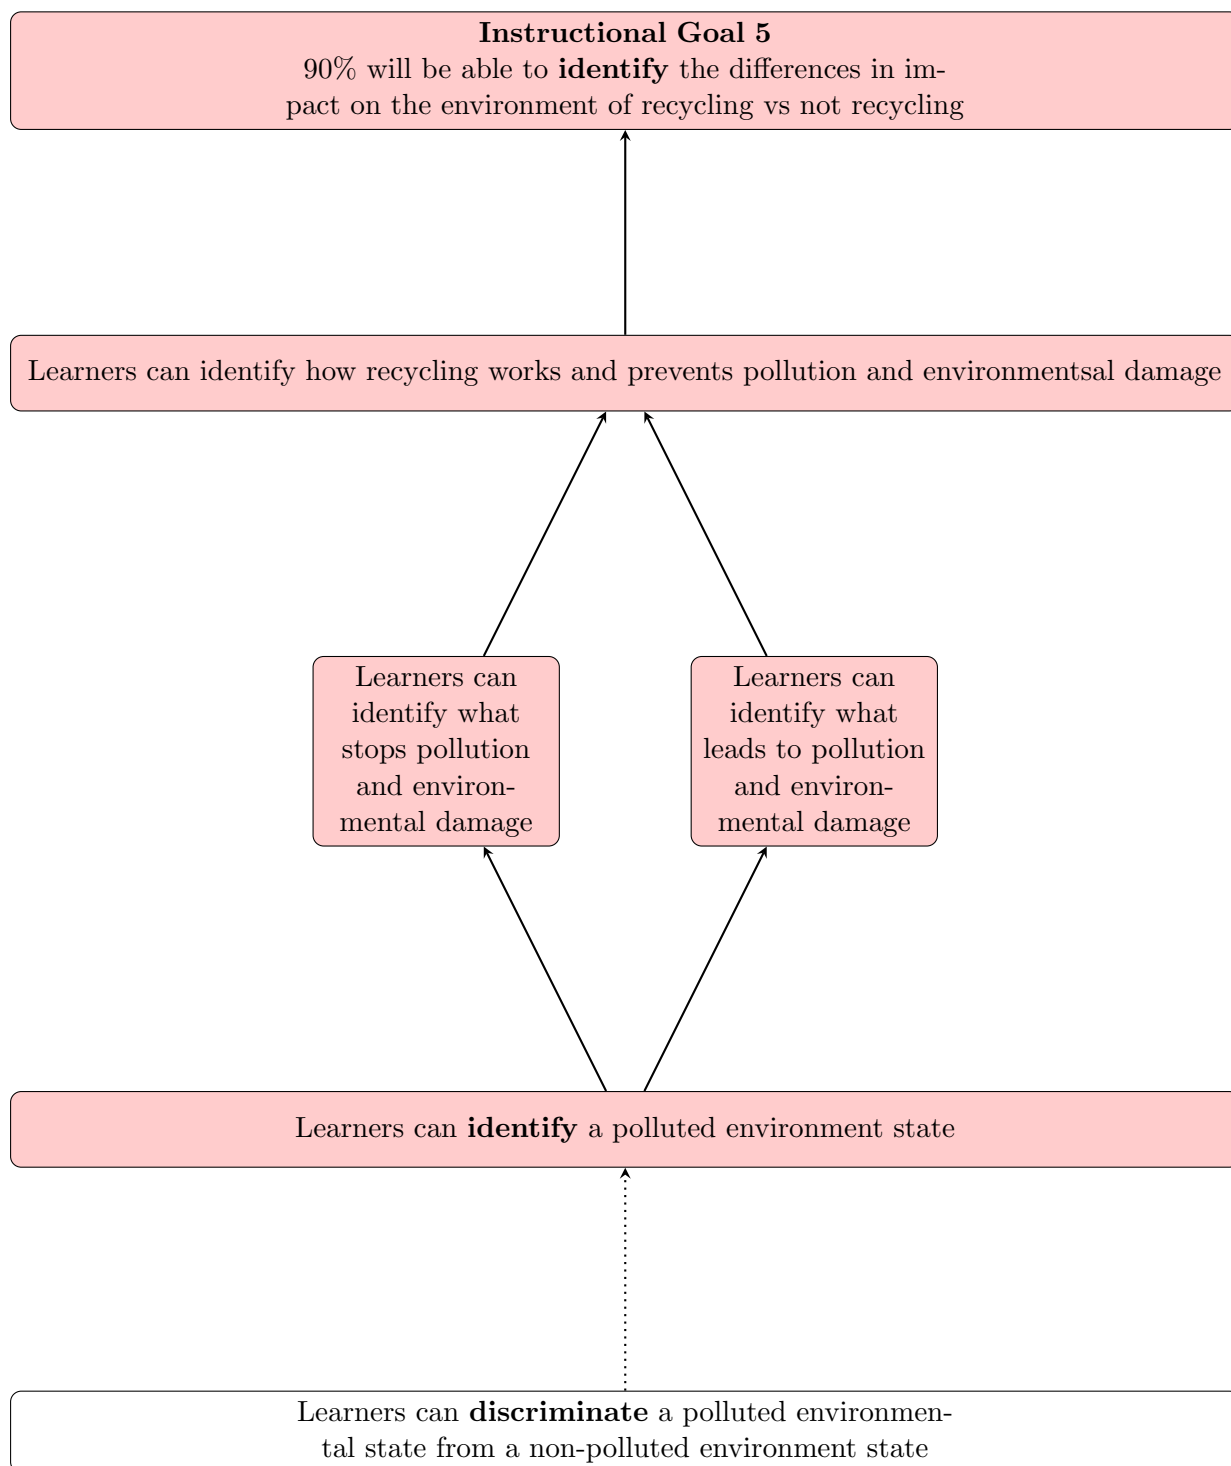 Instructional Goal 5
90% will be able to identify the differences in im-
pact on the environment of recycling vs not recycling
Learners can identify how recycling works and prevents pollution and environmentsal damage
Learners can
identify what
stops pollution
and environ-
mental damage
Learners can
identify what
leads to pollution
and environ-
mental damage
Learners can identify a polluted environment state
Learners can discriminate a polluted environmen-
tal state from a non-polluted environment state